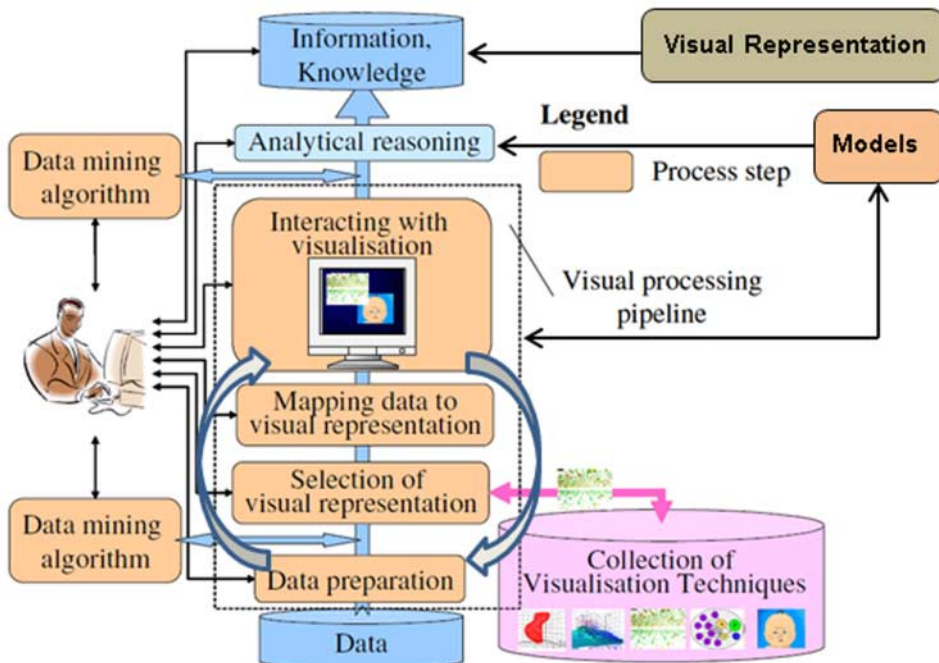 Information,
Knowledge
Visual Representation
Analytical reasoning
Legend
Process step
Models
Data mining
algorithm
Interacting with
visualisation
Visual processing
pipeline
Mapping data to
visual representation
Selection of
visual representation
Data mining
algorithm
Data preparation
Collection of
Visualisation Techniques
Data